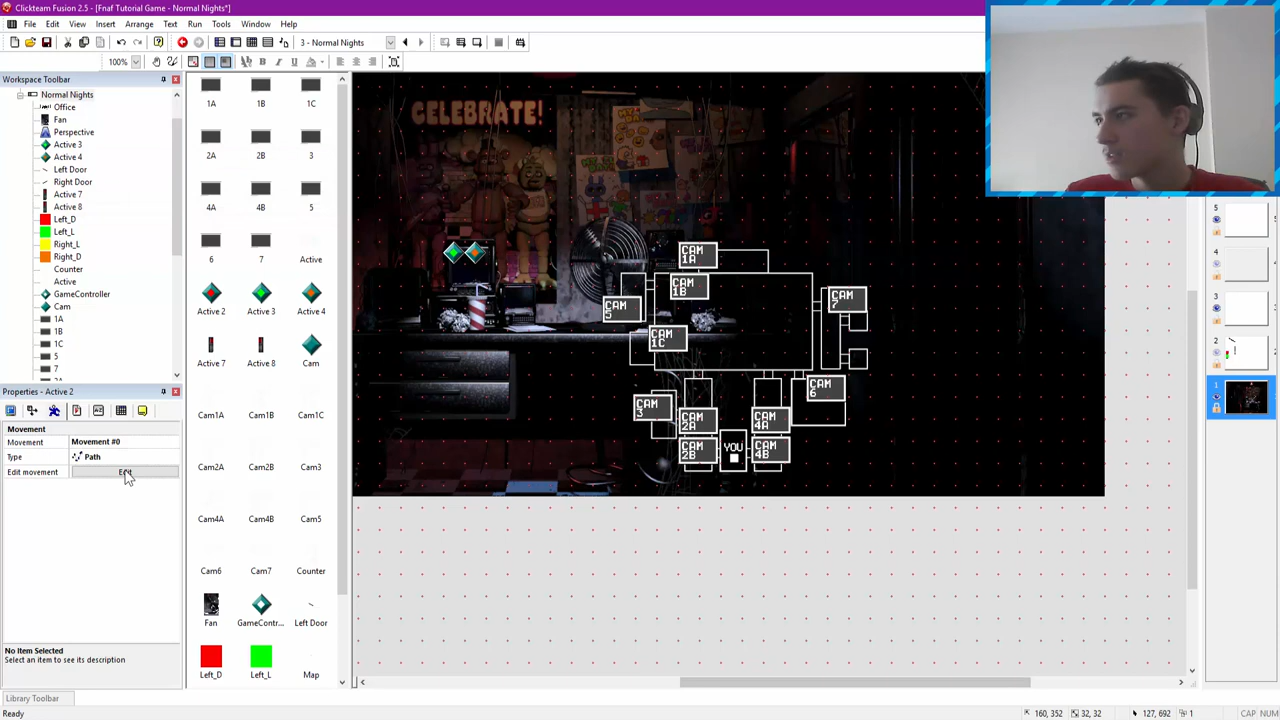 Clickteam Fusion 2.5 - [Fnaf Tutorial Game - Normal Nights*]
File Edit View Insert Arrange Text Run Tools Window Help
3 - Normal Nights
100%
Workspace Toolbar
Normal Nights
Office
Fan
Perspective
Active 3
Active 4
Left Door
Right Door
Active 7
Active 8
Left_D
Left_L
Right_L
Right_D
Counter
Active
GameController
Cam
1A
1B
1C
5
7
Properties - Active 2
Movement
Movement Movement #0
Type Path
Edit movement Edit
No Item Selected
Select an item to see its description
Library Toolbar
Ready
1A 1B 1C
2A 2B 3
4A 4B 5
6 7 Active
Active 2 Active 3 Active 4
Active 7 Active 8 Cam
Cam1A Cam1B Cam1C
Cam2A Cam2B Cam3
Cam4A Cam4B Cam5
Cam6 Cam7 Counter
Fan GameContr... Left Door
Left_D Left_L Map
CELEBRATE!
CAM 1A
CAM 1B
CAM 5
CAM 7
CAM 1C
CAM 6
CAM 3
CAM 2A
CAM 4A
CAM 2B
YOU
CAM 4B
5
4
3
2
1
160, 352 32, 32 127, 692 1 CAP NUM